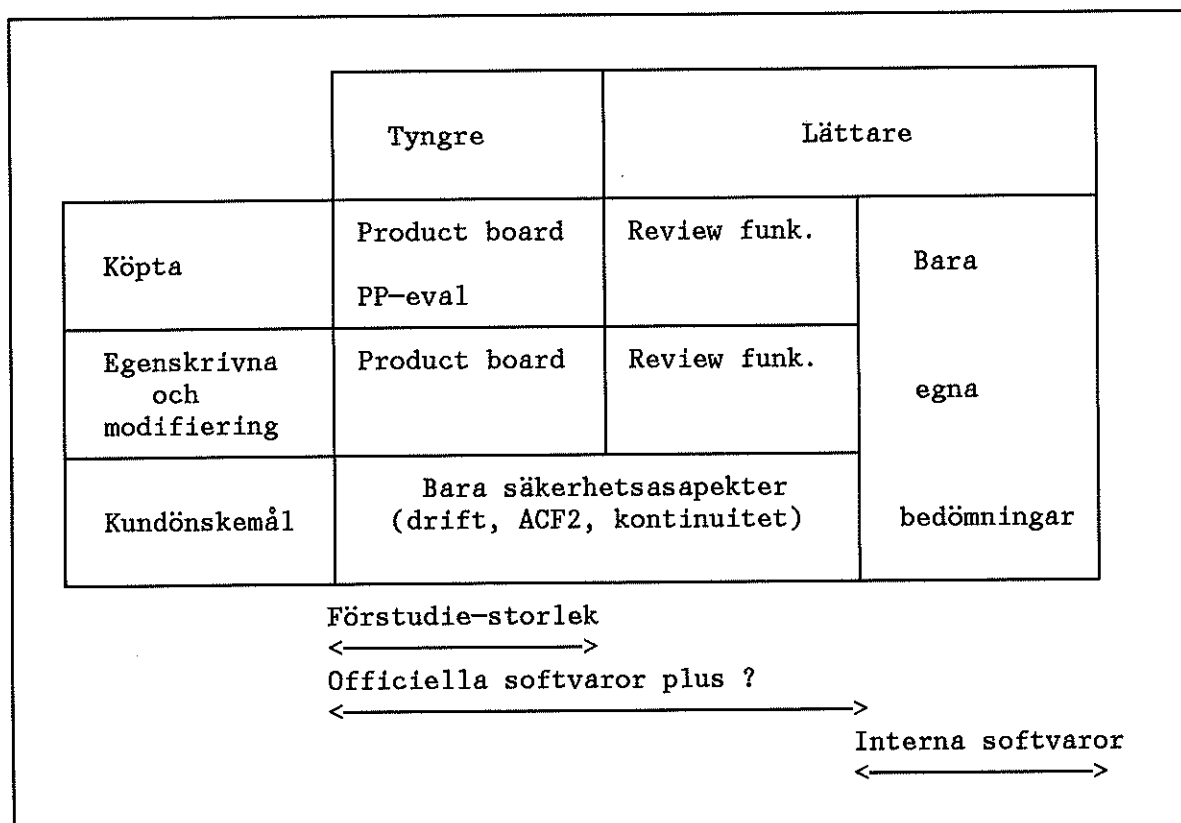 Tyngre Lättare
Product board Review funk.
Köpta Bara
PP-eval
Egenskrivna Product board Review funk.
och egna
modifiering
Bara säkerhetsasapekter
Kundönskemål (drift, ACF2, kontinuitet) bedömningar
Förstudie-storlek
<----------->
Officiella softvaror plus ?
<----------------------->
Interna softvaror
<---------->